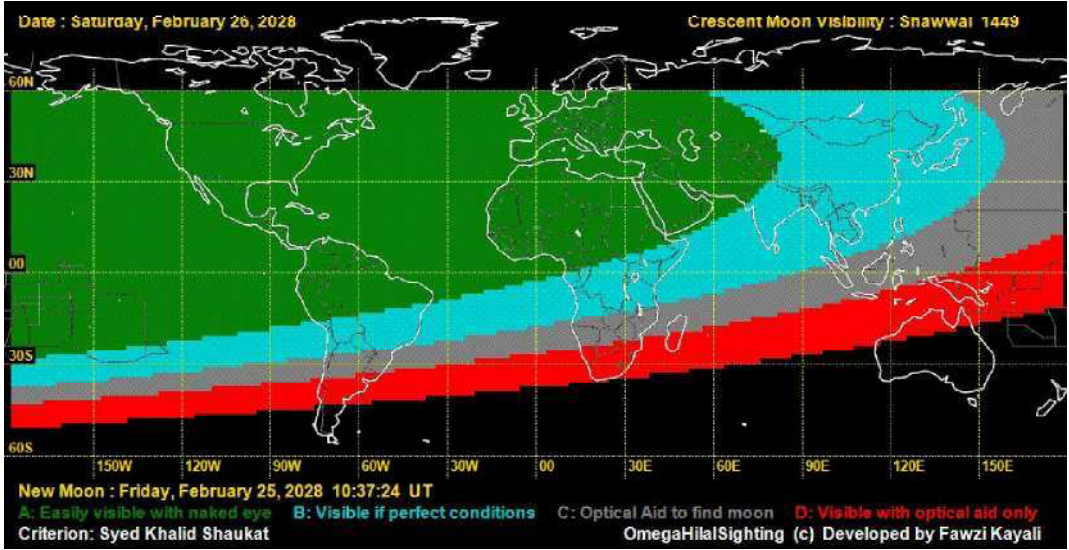 Date : Saturday, February 26, 2028 Crescent Moon Visibility : Shawwal 1449
60N
30N
00
30S
60S
150W 120W 90W 60W 30W 00 30E 60E 90E 120E 150E
New Moon : Friday, February 25, 2028 10:37:24 UT
A: Easily visible with naked eye B: Visible if perfect conditions C: Optical Aid to find moon D: Visible with optical aid only
Criterion: Syed Khalid Shaukat OmegaHilalSighting (c) Developed by Fawzi Kayali